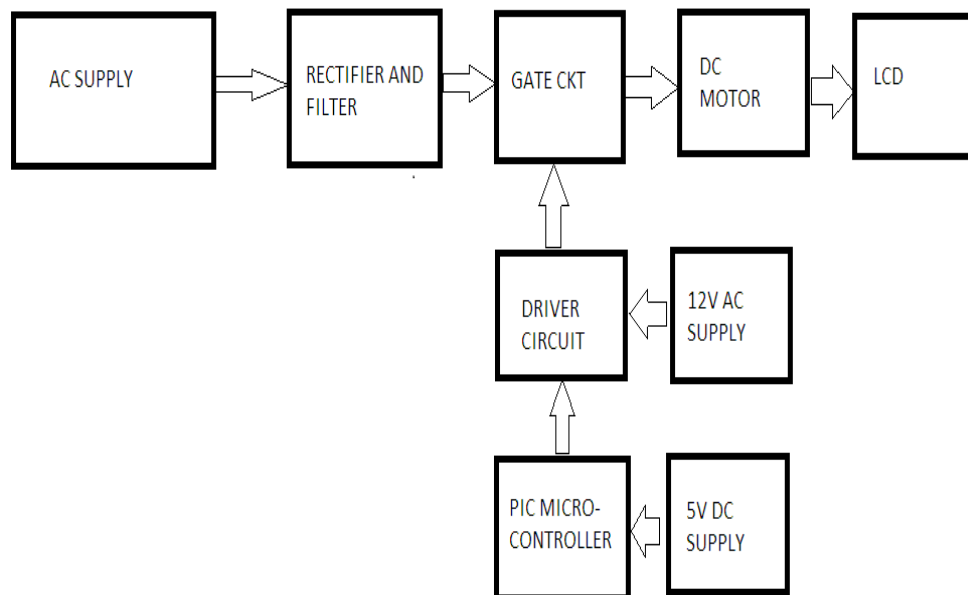 AC SUPPLY
RECTIFIER AND
FILTER
GATE CKT
DC
MOTOR
LCD
DRIVER
CIRCUIT
12V AC
SUPPLY
PIC MICRO-
CONTROLLER
5V DC
SUPPLY